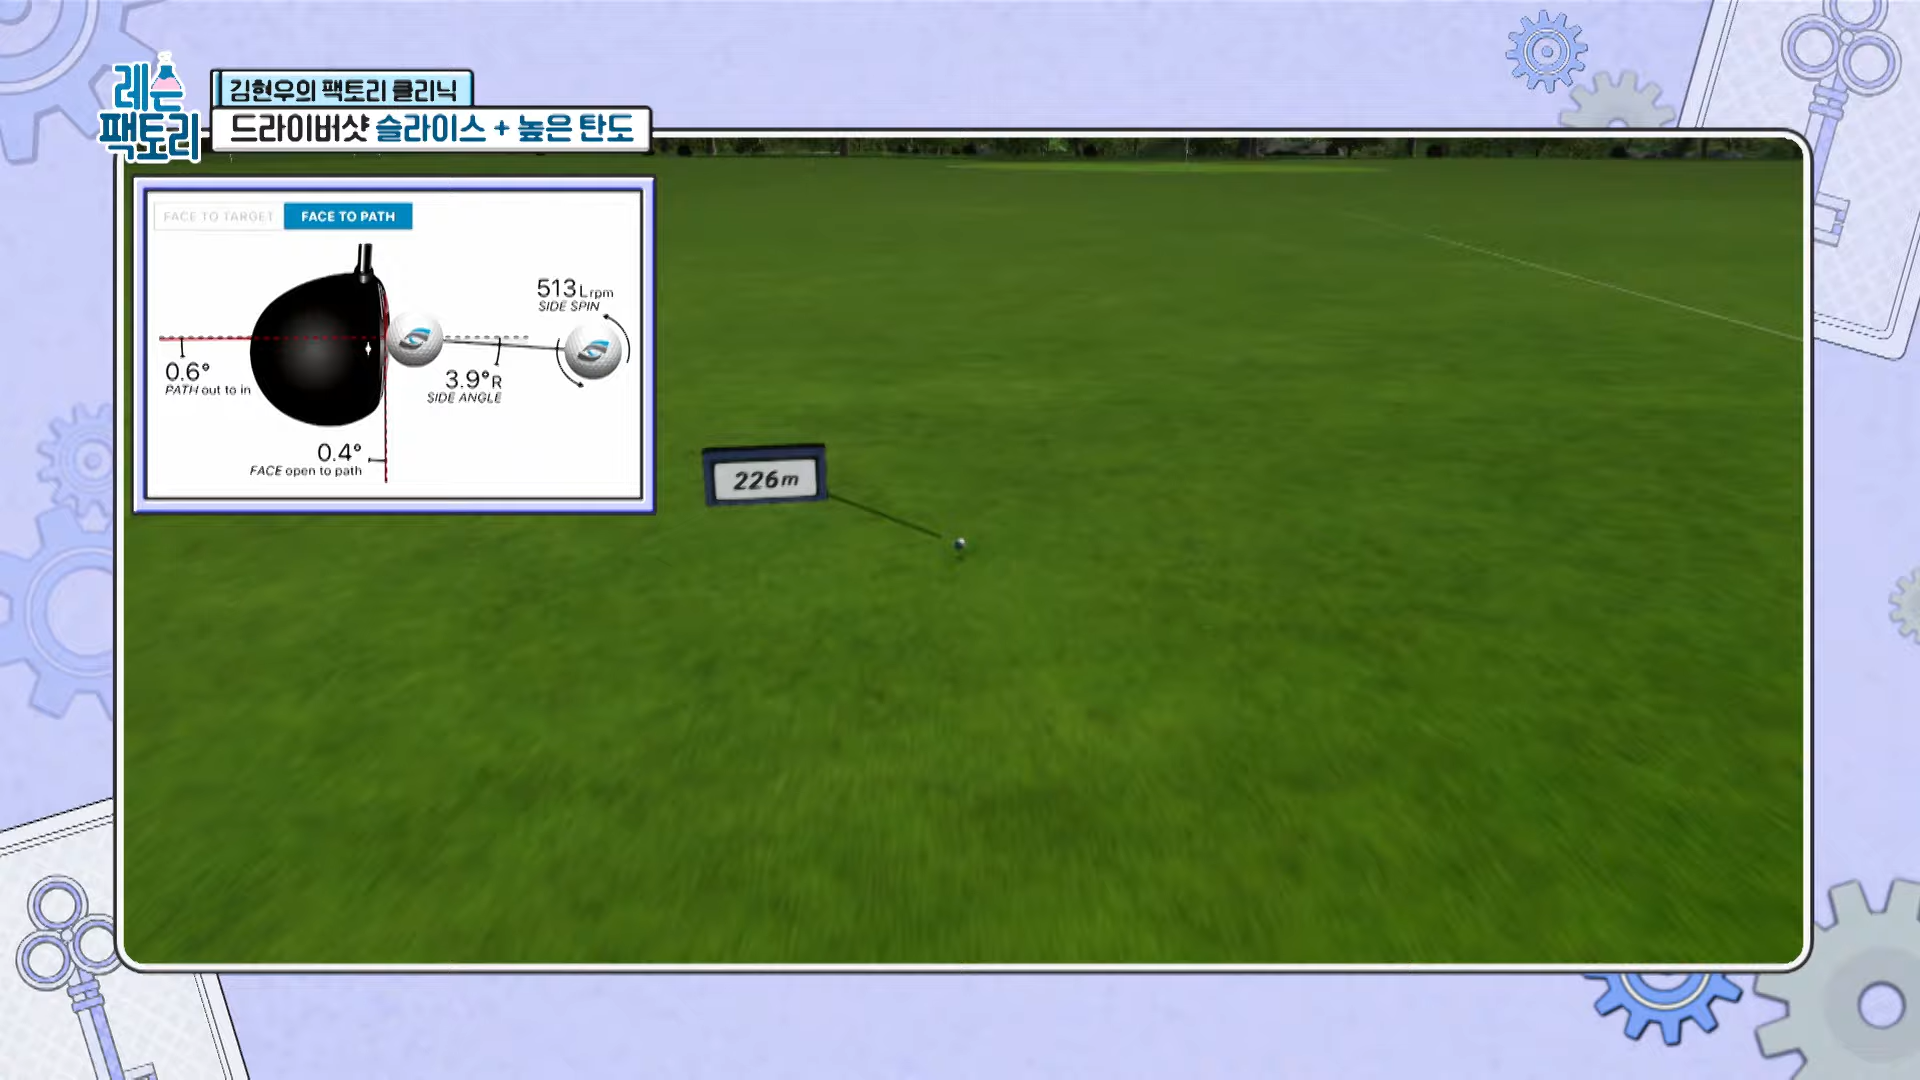 레슨
팩토리
김현우의 팩토리 클리닉
드라이버샷 슬라이스 + 높은 탄도
FACE TO TARGET
FACE TO PATH
513 L rpm
SIDE SPIN
0.6°
PATH out to in
3.9° R
SIDE ANGLE
0.4°
FACE open to path
226m